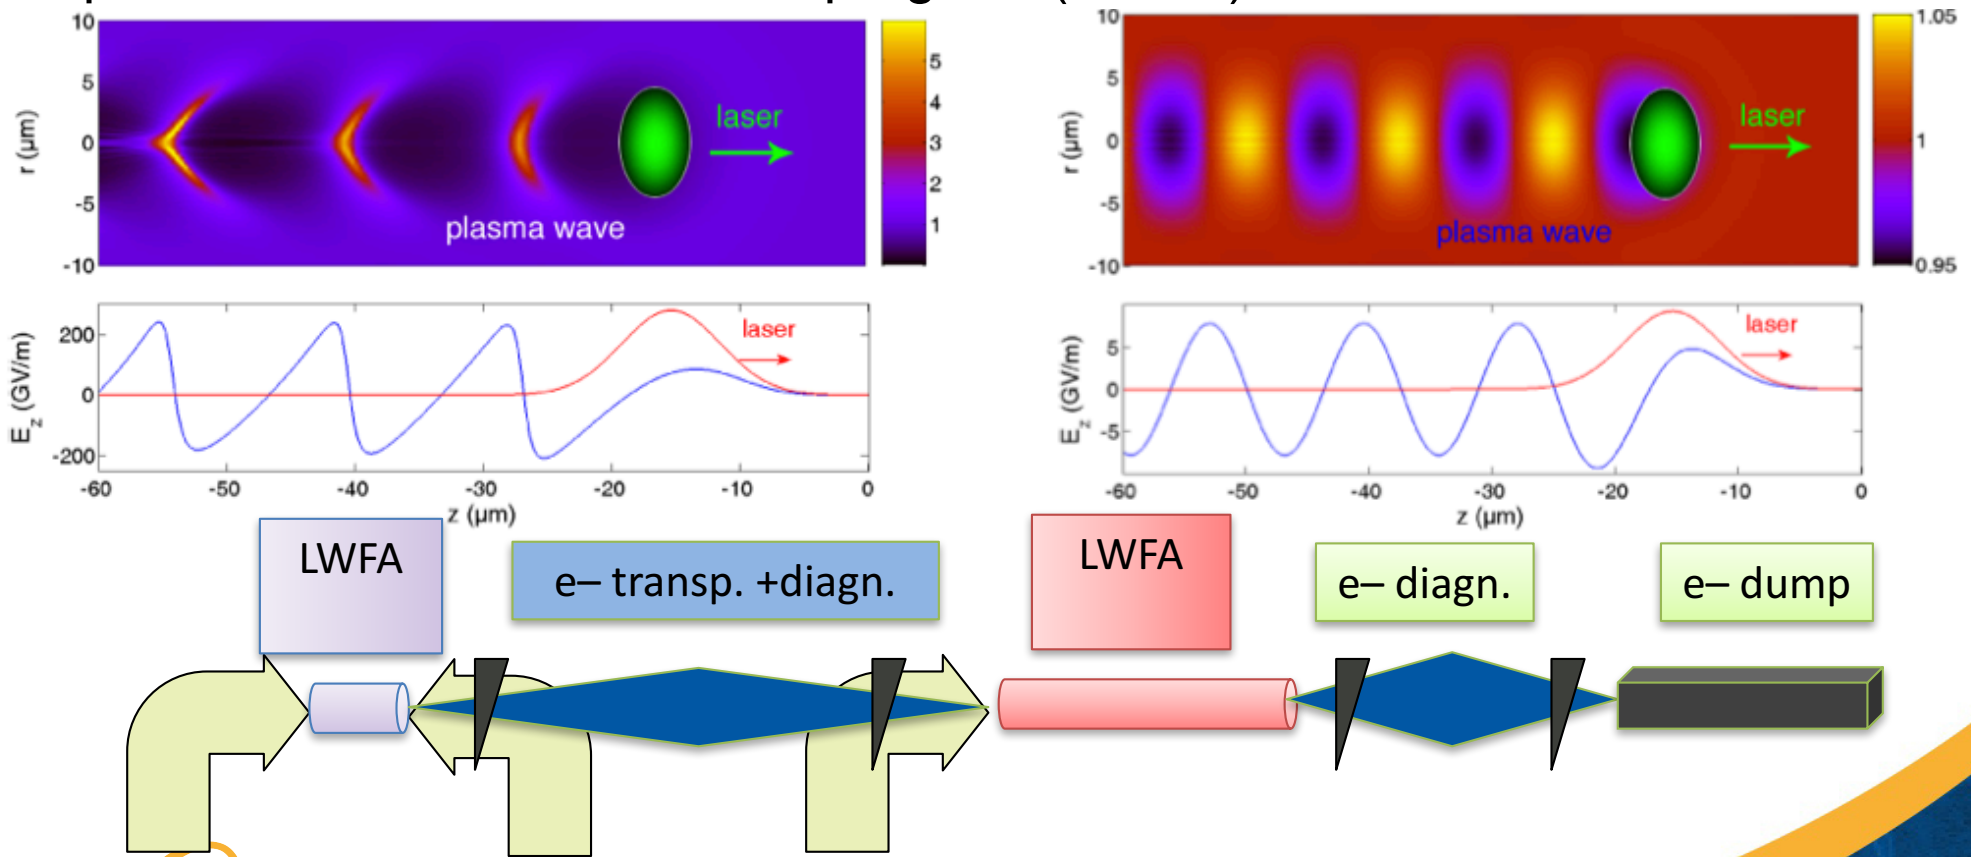 10
5
0
-5
-10
r (µm)
laser
plasma wave
5
4
3
2
1
10
5
0
-5
-10
r (µm)
laser
plasma wave
1.05
1
0.95
200
0
-200
E_z (GV/m)
laser
-60 -50 -40 -30 -20 -10 0
z (µm)
5
0
-5
E_z (GV/m)
laser
-60 -50 -40 -30 -20 -10 0
z (µm)
LWFA
e– transp. +diagn.
LWFA
e– diagn.
e– dump